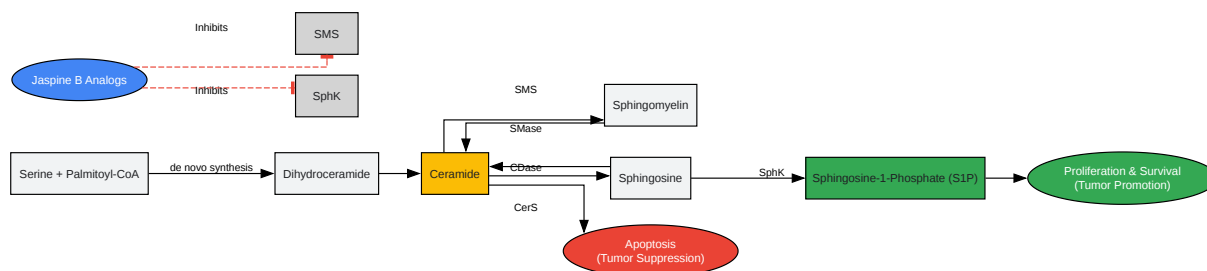 Inhibits
SMS
Jaspine B Analogs
Inhibits
SphK
SMS
Sphingomyelin
SMase
Serine + Palmitoyl-CoA
de novo synthesis
Dihydroceramide
Ceramide
CDase
Sphingosine
SphK
Sphingosine-1-Phosphate (S1P)
Proliferation & Survival
(Tumor Promotion)
CerS
Apoptosis
(Tumor Suppression)